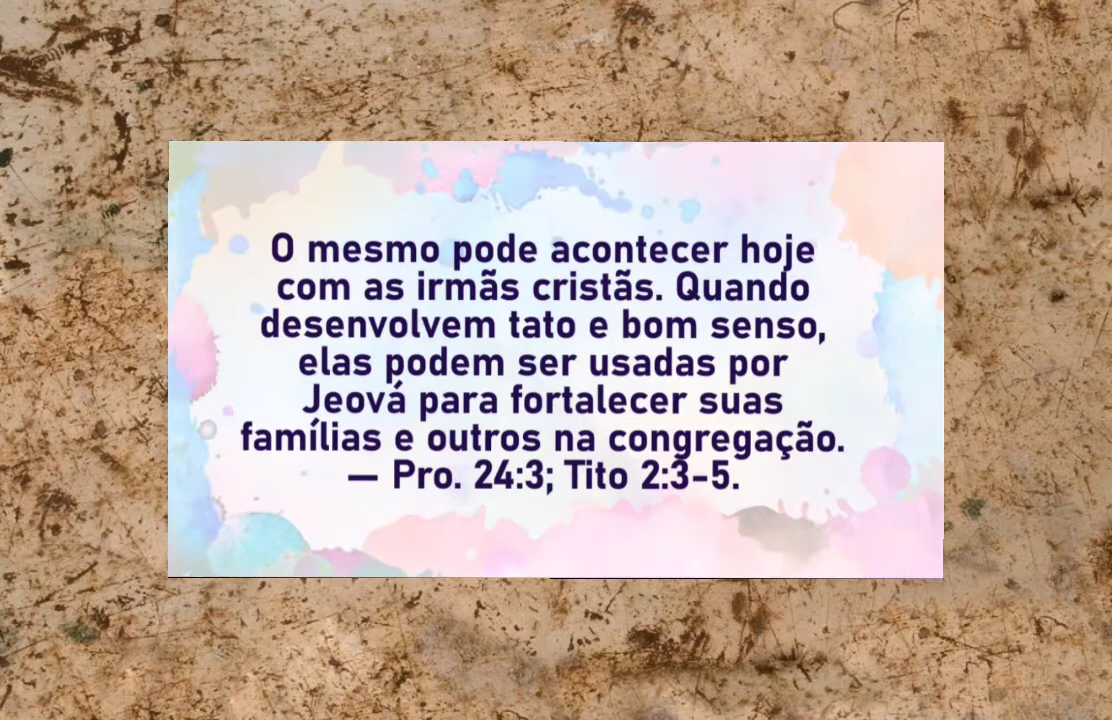 O mesmo pode acontecer hoje
com as irmãs cristãs. Quando
desenvolvem tato e bom senso,
elas podem ser usadas por
Jeová para fortalecer suas
famílias e outros na congregação.
— Pro. 24:3; Tito 2:3-5.